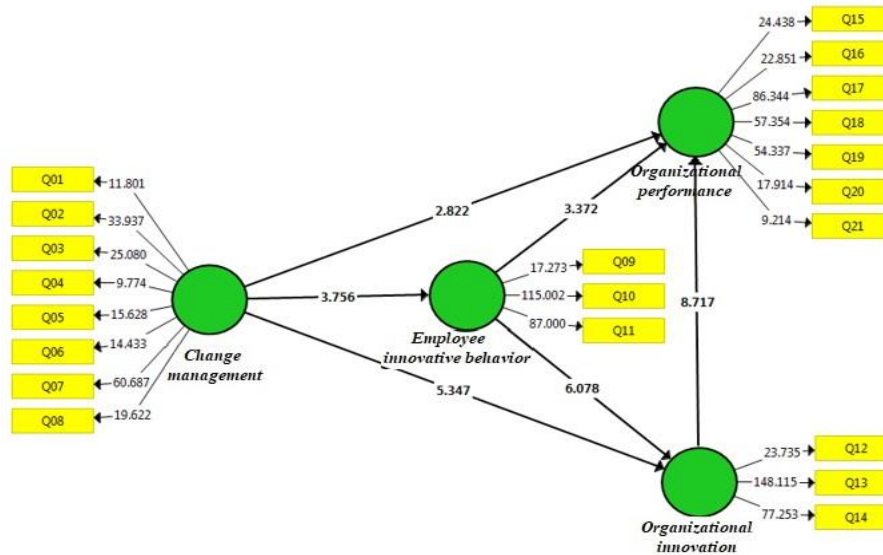 Q15
24.438
Q16
22.851
Q17
86.344
Q18
57.354
Q19
54.337
Q20
17.914
Q21
9.214
Organizational
performance
Q01
11.801
Q02
33.937
Q03
25.080
Q04
9.774
Q05
15.628
Q06
14.433
Q07
60.687
Q08
19.622
Change
management
2.822
3.372
3.756
Q09
17.273
Q10
115.002
Q11
87.000
Employee
innovative behavior
8.717
5.347
6.078
Q12
23.735
Q13
148.115
Q14
77.253
Organizational
innovation